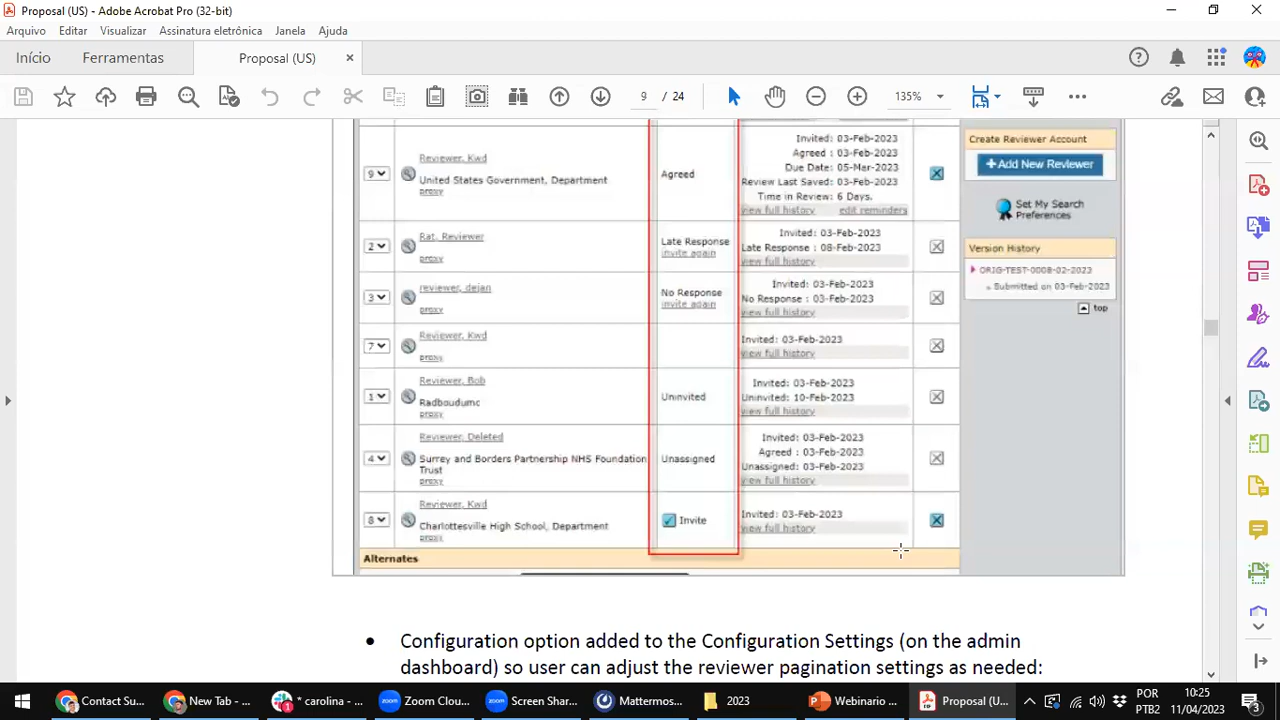 Proposal (US) - Adobe Acrobat Pro (32-bit)
Arquivo Editar Visualizar Assinatura eletrônica Janela Ajuda
Início Ferramentas Proposal (US) ×
9 / 24 135%
9 Reviewer, Kwd
United States Government, Department
proxy
Agreed
Invited: 03-Feb-2023
Agreed : 03-Feb-2023
Due Date: 05-Mar-2023
Review Last Saved: 03-Feb-2023
Time in Review: 6 Days.
view full history edit reminders
2 Rat, Reviewer
proxy
Late Response
invite again
Invited: 03-Feb-2023
Late Response : 08-Feb-2023
view full history
3 reviewer, dejan
proxy
No Response
invite again
Invited: 03-Feb-2023
No Response : 03-Feb-2023
view full history
7 Reviewer, Kwd
proxy
Invited: 03-Feb-2023
view full history
1 Reviewer, Bob
Radboudumc
proxy
Uninvited
Invited: 03-Feb-2023
Uninvited: 10-Feb-2023
view full history
4 Reviewer, Deleted
Surrey and Borders Partnership NHS Foundation
Trust
proxy
Unassigned
Invited: 03-Feb-2023
Agreed : 03-Feb-2023
Unassigned: 03-Feb-2023
view full history
8 Reviewer, Kwd
Charlottesville High School, Department
proxy
Invite
Invited: 03-Feb-2023
view full history
Alternates
Create Reviewer Account
+Add New Reviewer
Set My Search
Preferences
Version History
ORIG-TEST-0008-02-2023
» Submitted on 03-Feb-2023
top
• Configuration option added to the Configuration Settings (on the admin
dashboard) so user can adjust the reviewer pagination settings as needed:
Contact Su... New Tab - ... * carolina - ... Zoom Clou... Screen Shar... Mattermos... 2023 Webinario ... Proposal (U...
POR
PTB2
10:25
11/04/2023
3